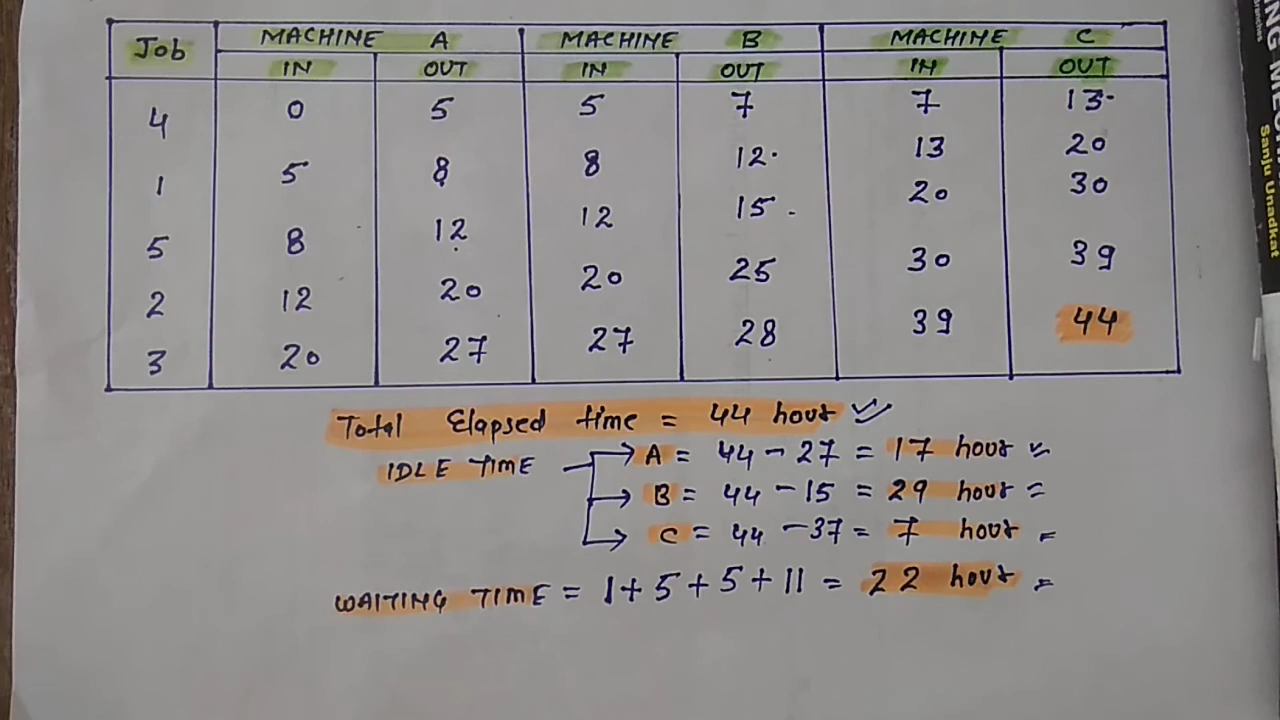 Job MACHINE A MACHINE B MACHINE C
IN OUT IN OUT IN OUT
4 0 5 5 7 7 13
1 5 8 8 12 13 20
5 8 12 12 15 20 30
2 12 20 20 25 30 39
3 20 27 27 28 39 44
Total Elapsed time = 44 hour
IDLE TIME → A = 44 - 27 = 17 hour
→ B = 44 - 15 = 29 hour
→ C = 44 - 37 = 7 hour
WAITING TIME = 1 + 5 + 5 + 11 = 22 hour
Sanju Unadkat